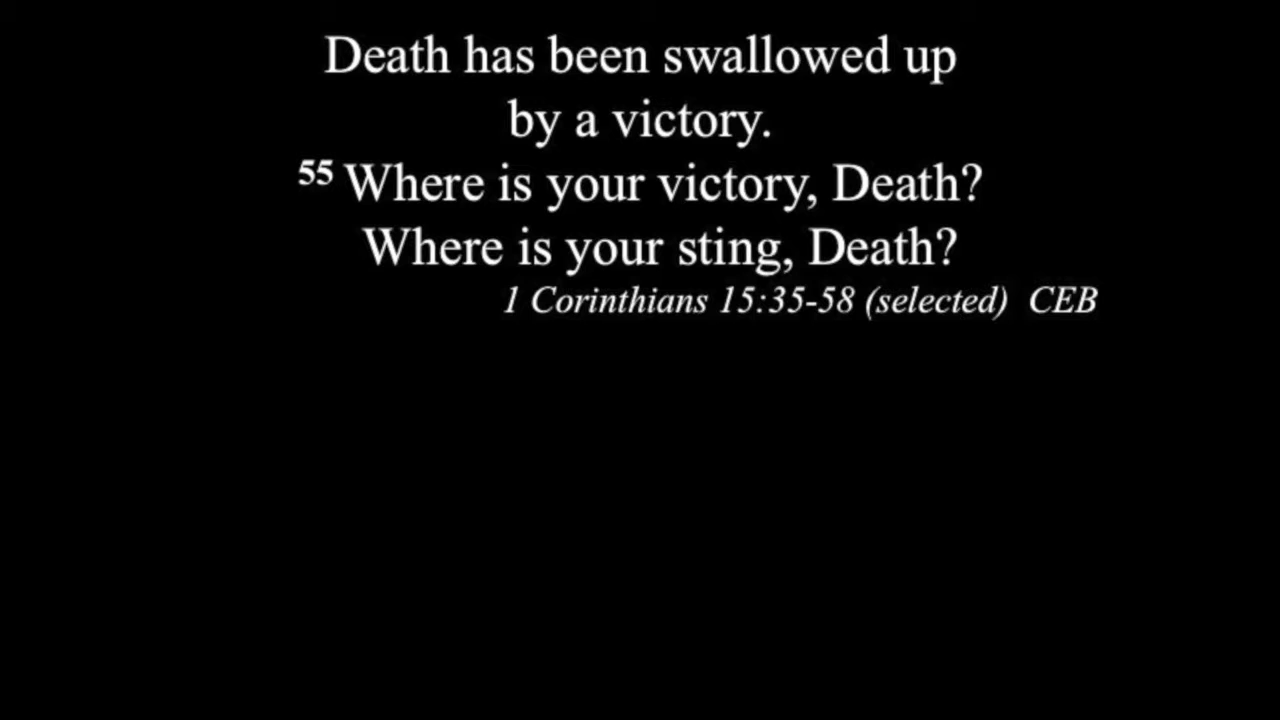 Death has been swallowed up
by a victory.
55 Where is your victory, Death?
Where is your sting, Death?
1 Corinthians 15:35-58 (selected) CEB